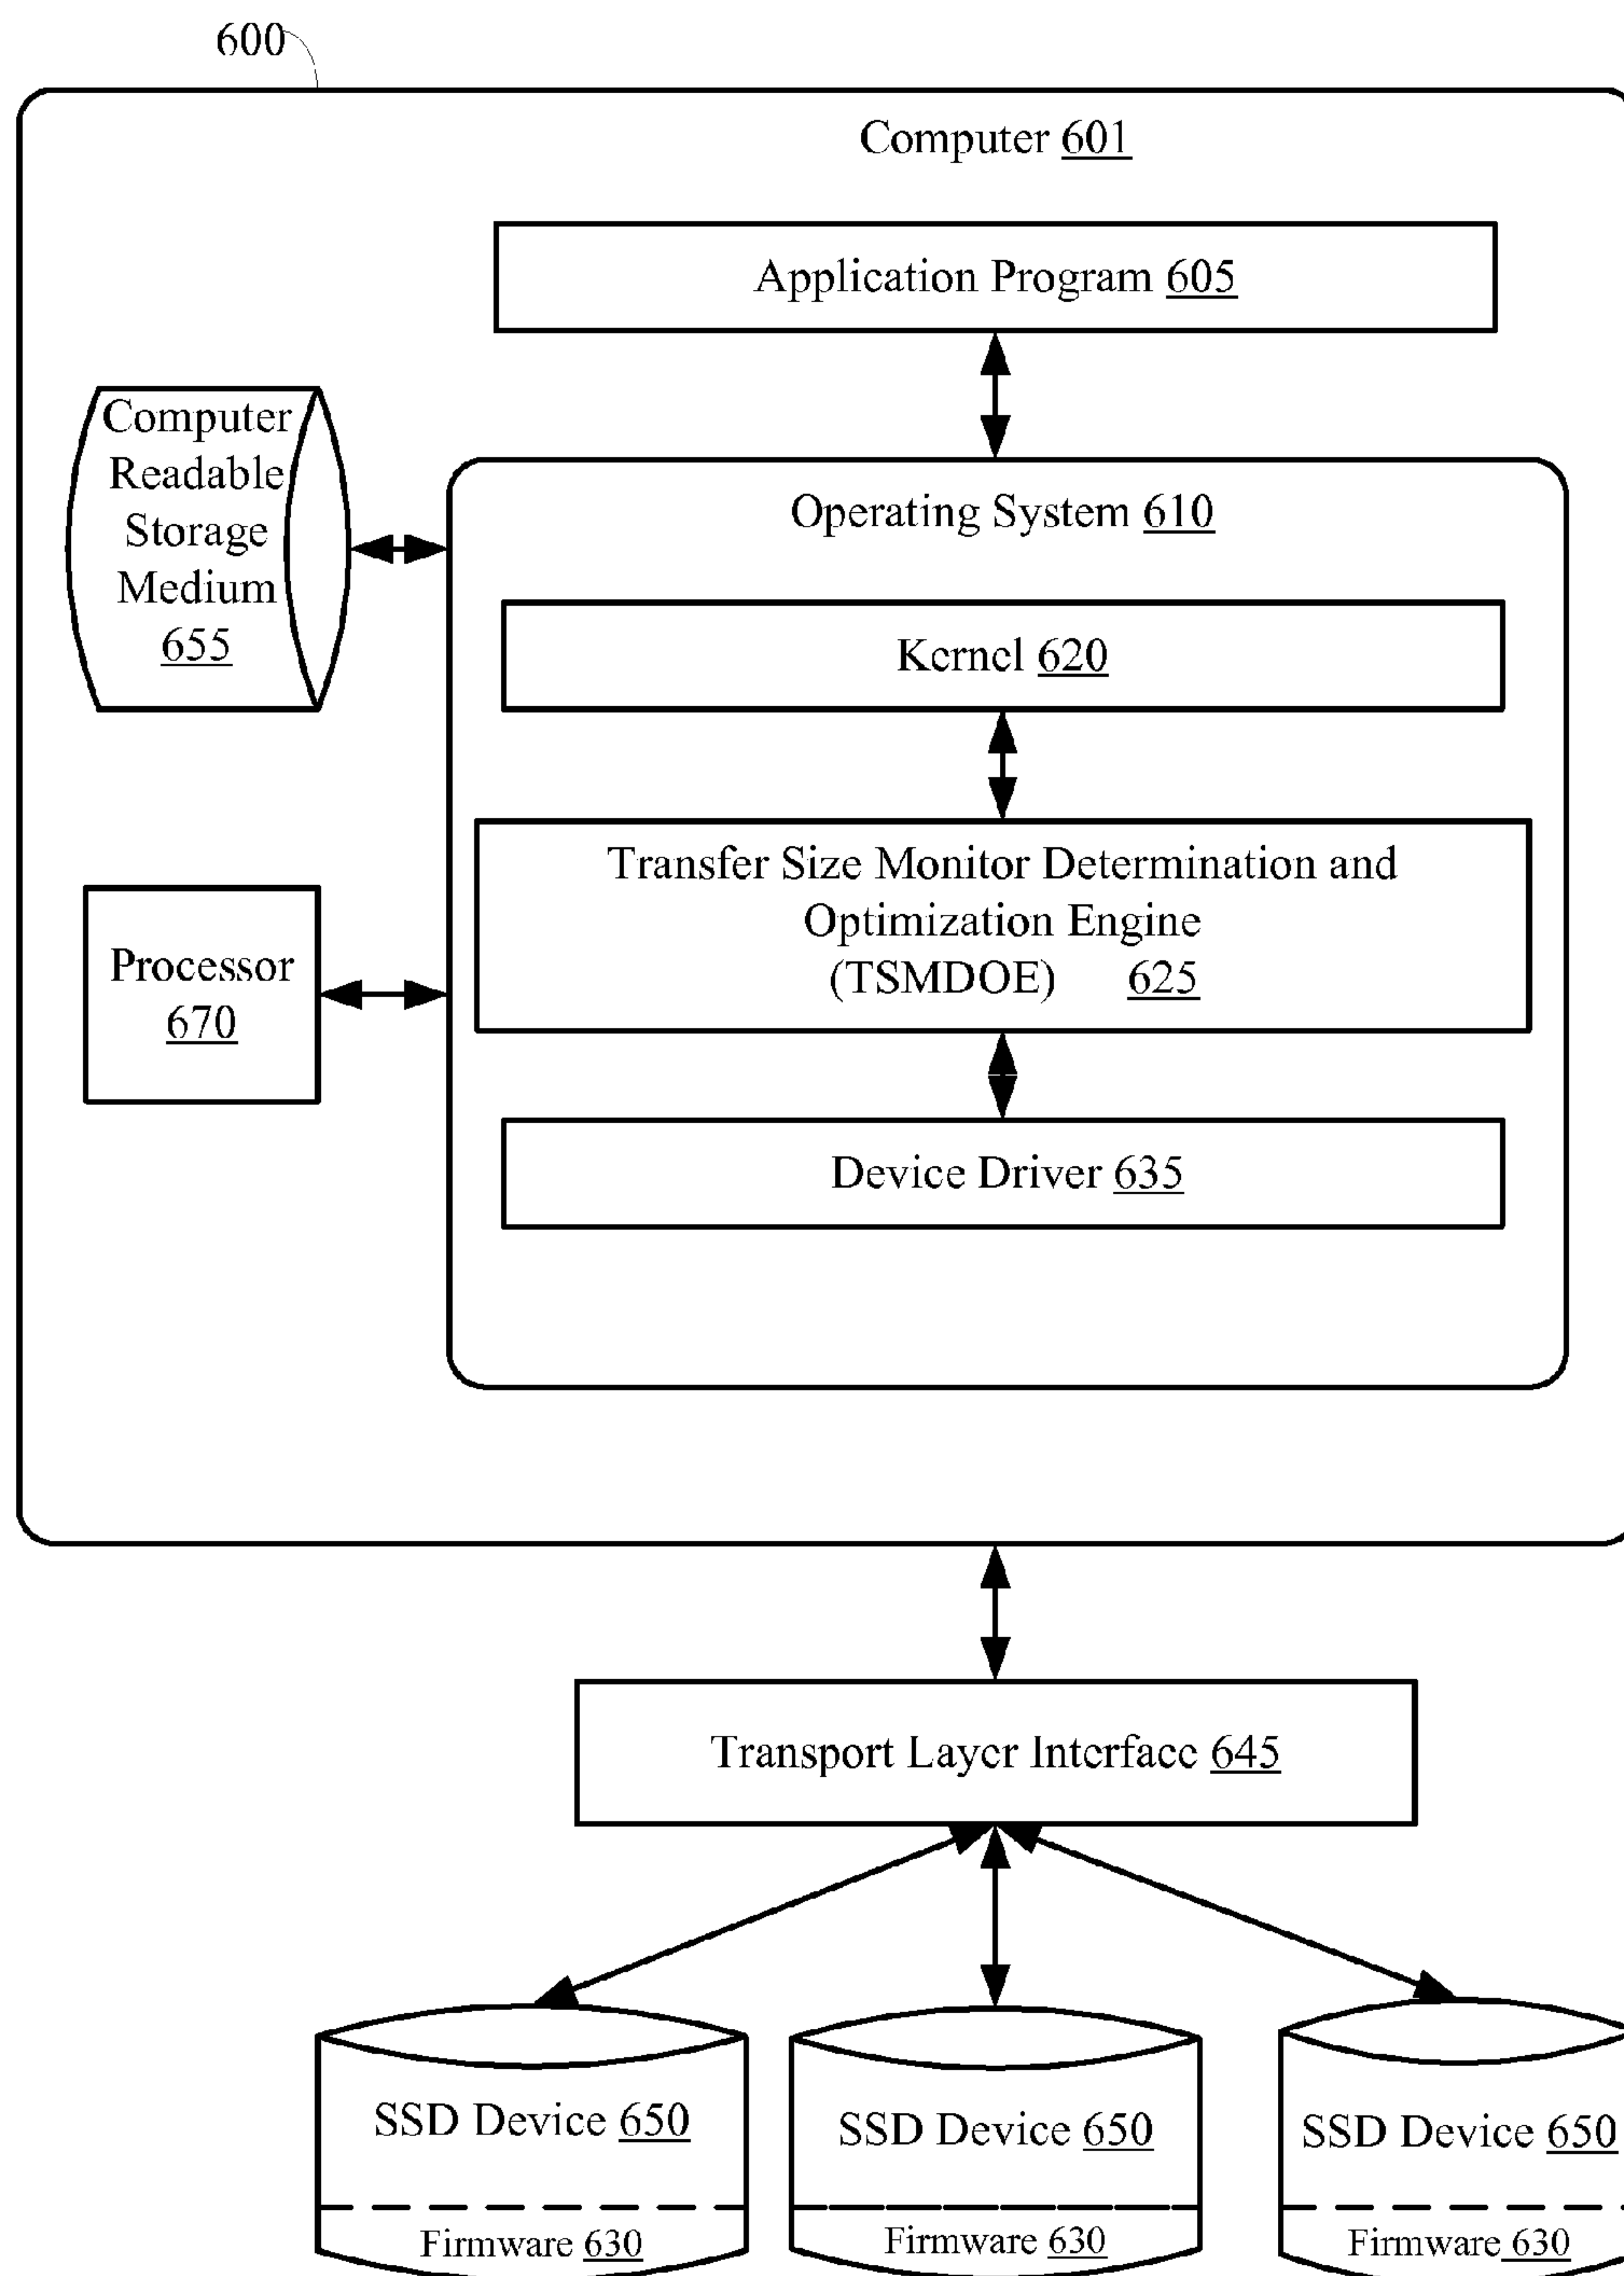 600
Computer 601
Application Program 605
Computer
Readable
Storage
Medium
655
Operating System 610
Kernel 620
Transfer Size Monitor Determination and
Optimization Engine
(TSMDOE) 625
Processor
670
Device Driver 635
Transport Layer Interface 645
SSD Device 650
SSD Device 650
SSD Device 650
Firmware 630
Firmware 630
Firmware 630